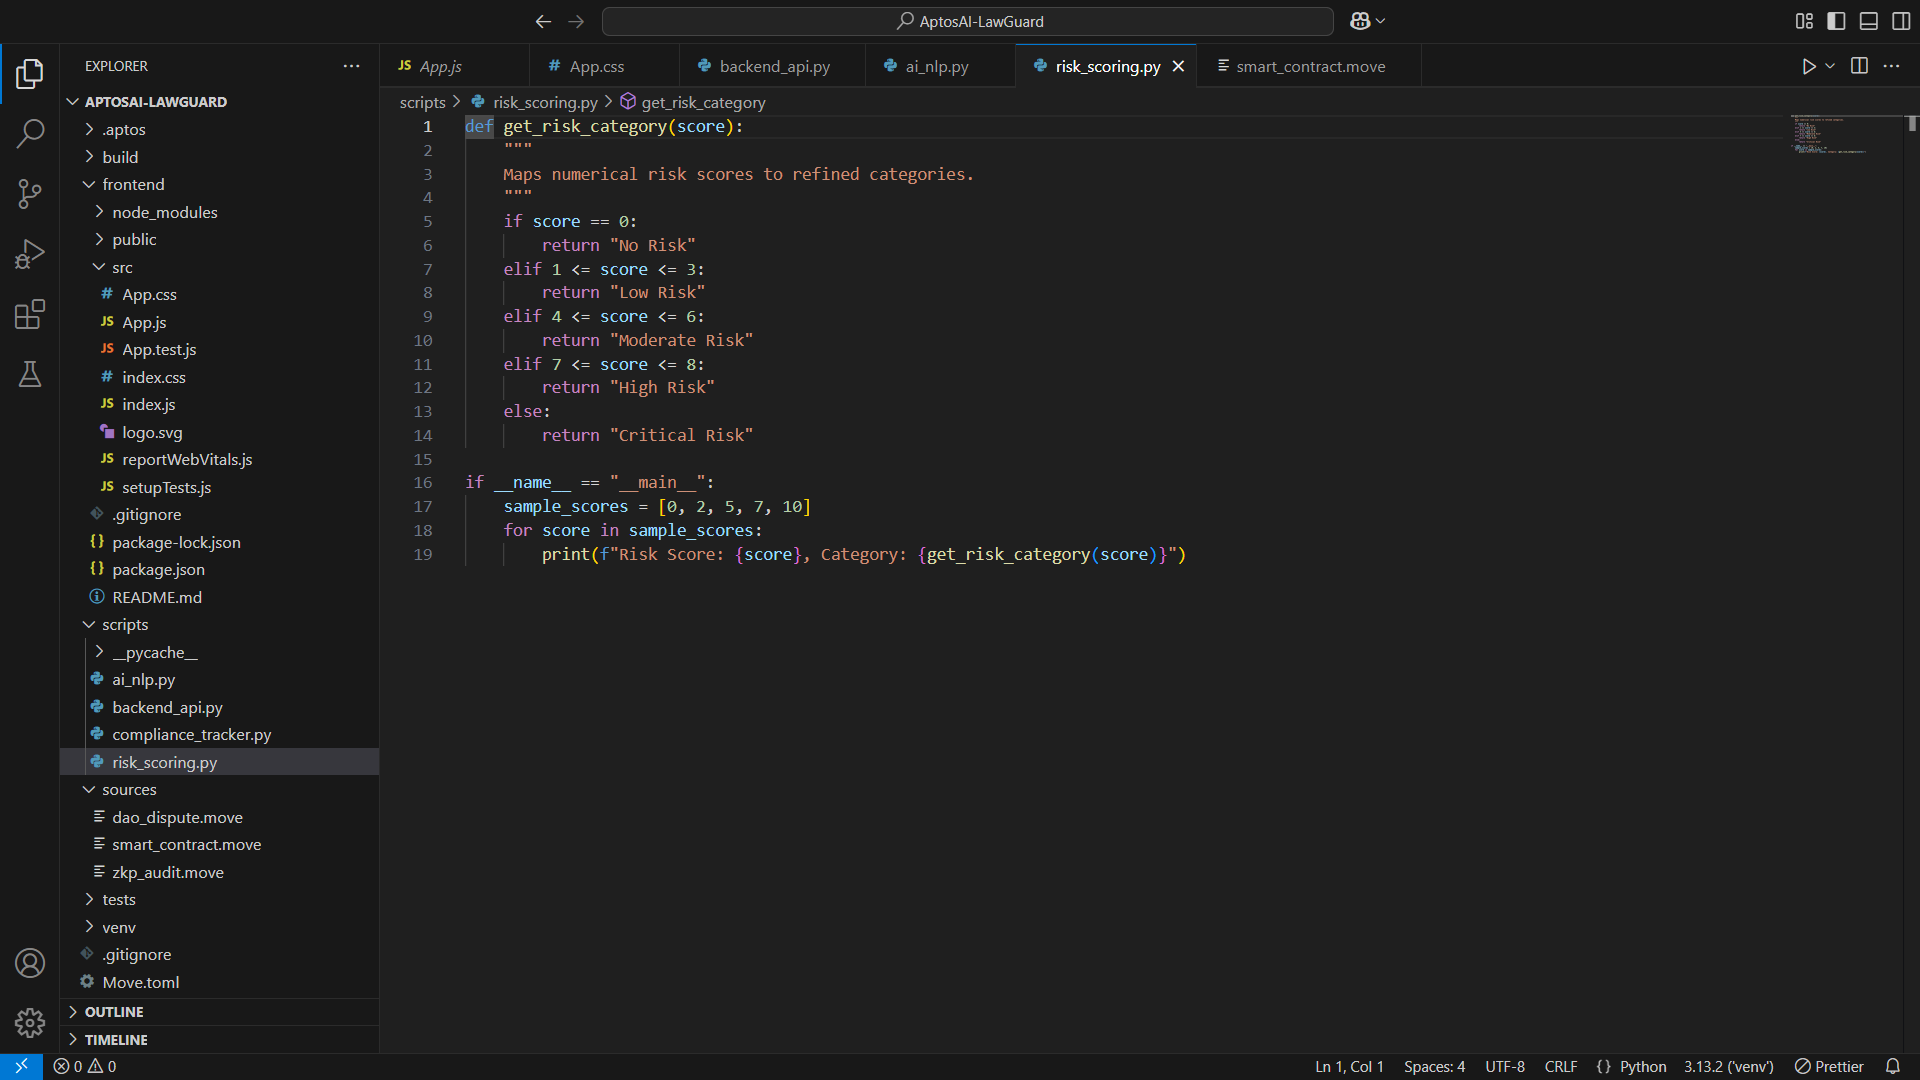 AptosAI-LawGuard
EXPLORER
APTOSAI-LAWGUARD
.aptos
build
frontend
node_modules
public
src
# App.css
JS App.js
JS App.test.js
# index.css
JS index.js
logo.svg
JS reportWebVitals.js
JS setupTests.js
.gitignore
{} package-lock.json
{} package.json
README.md
scripts
__pycache__
ai_nlp.py
backend_api.py
compliance_tracker.py
risk_scoring.py
sources
dao_dispute.move
smart_contract.move
zkp_audit.move
tests
venv
.gitignore
Move.toml
OUTLINE
TIMELINE
JS App.js # App.css backend_api.py ai_nlp.py risk_scoring.py smart_contract.move
scripts > risk_scoring.py > get_risk_category
1 def get_risk_category(score):
2     """
3     Maps numerical risk scores to refined categories.
4     """
5     if score == 0:
6         return "No Risk"
7     elif 1 <= score <= 3:
8         return "Low Risk"
9     elif 4 <= score <= 6:
10         return "Moderate Risk"
11     elif 7 <= score <= 8:
12         return "High Risk"
13     else:
14         return "Critical Risk"
15
16 if __name__ == "__main__":
17     sample_scores = [0, 2, 5, 7, 10]
18     for score in sample_scores:
19         print(f"Risk Score: {score}, Category: {get_risk_category(score)}")
0 0 Ln 1, Col 1 Spaces: 4 UTF-8 CRLF {} Python 3.13.2 ('venv') Prettier